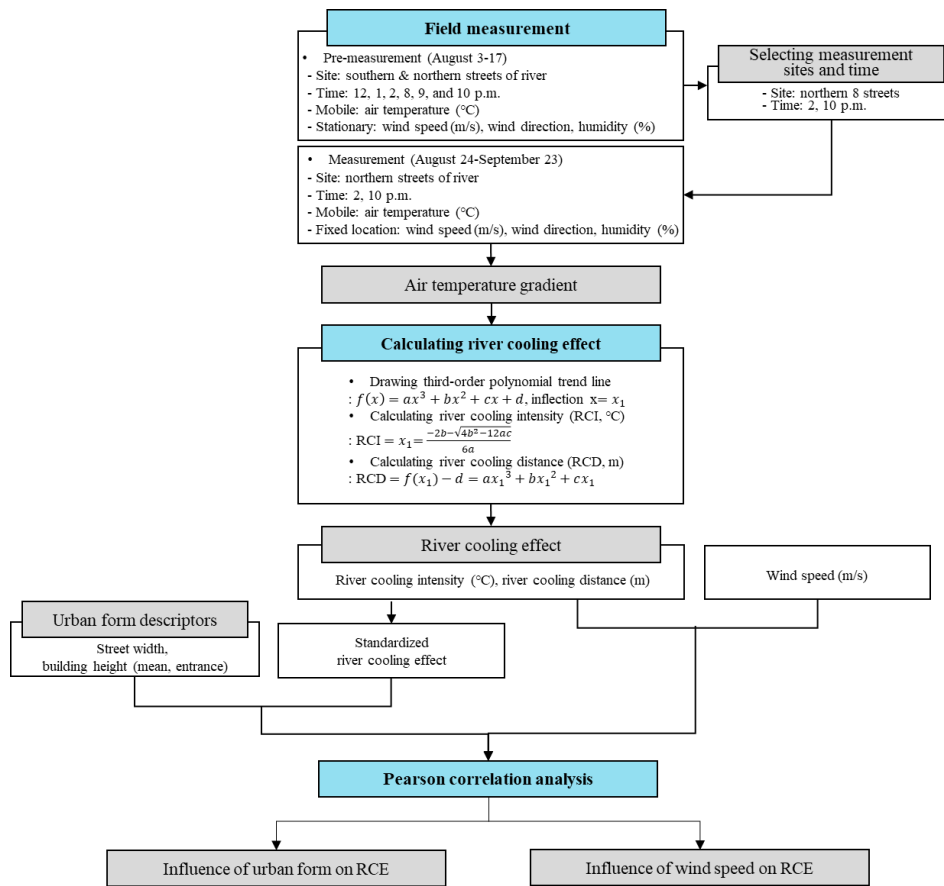 Field measurement
• Pre-measurement (August 3-17)
- Site: southern & northern streets of river
- Time: 12, 1, 2, 8, 9, and 10 p.m.
- Mobile: air temperature (℃)
- Stationary: wind speed (m/s), wind direction, humidity (%)
Selecting measurement
sites and time
- Site: northern 8 streets
- Time: 2, 10 p.m.
• Measurement (August 24-September 23)
- Site: northern streets of river
- Time: 2, 10 p.m.
- Mobile: air temperature (℃)
- Fixed location: wind speed (m/s), wind direction, humidity (%)
Air temperature gradient
Calculating river cooling effect
• Drawing third-order polynomial trend line
: f(x) = ax³ + bx² + cx + d, inflection x= x₁
• Calculating river cooling intensity (RCI, ℃)
: RCI = x₁= (−2b−√(4b²−12ac))/(6a)
• Calculating river cooling distance (RCD, m)
: RCD = f(x₁) − d = ax₁³ + bx₁² + cx₁
River cooling effect
River cooling intensity (℃), river cooling distance (m)
Wind speed (m/s)
Urban form descriptors
Street width,
building height (mean, entrance)
Standardized
river cooling effect
Pearson correlation analysis
Influence of urban form on RCE
Influence of wind speed on RCE